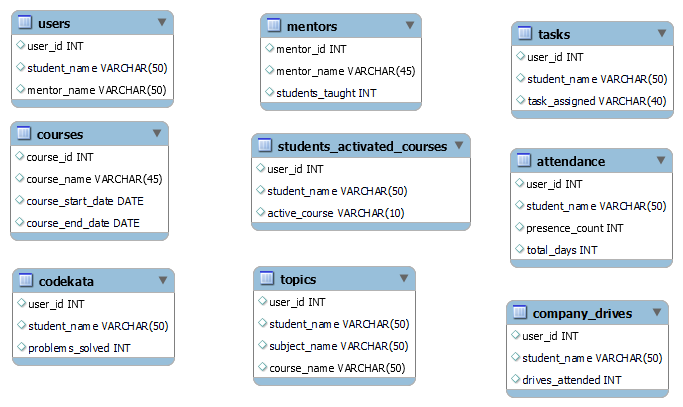 users
user_id INT
student_name VARCHAR(50)
mentor_name VARCHAR(50)
mentors
mentor_id INT
mentor_name VARCHAR(45)
students_taught INT
tasks
user_id INT
student_name VARCHAR(50)
task_assigned VARCHAR(40)
courses
course_id INT
course_name VARCHAR(45)
course_start_date DATE
course_end_date DATE
students_activated_courses
user_id INT
student_name VARCHAR(50)
active_course VARCHAR(10)
attendance
user_id INT
student_name VARCHAR(50)
presence_count INT
total_days INT
codekata
user_id INT
student_name VARCHAR(50)
problems_solved INT
topics
user_id INT
student_name VARCHAR(50)
subject_name VARCHAR(50)
course_name VARCHAR(50)
company_drives
user_id INT
student_name VARCHAR(50)
drives_attended INT